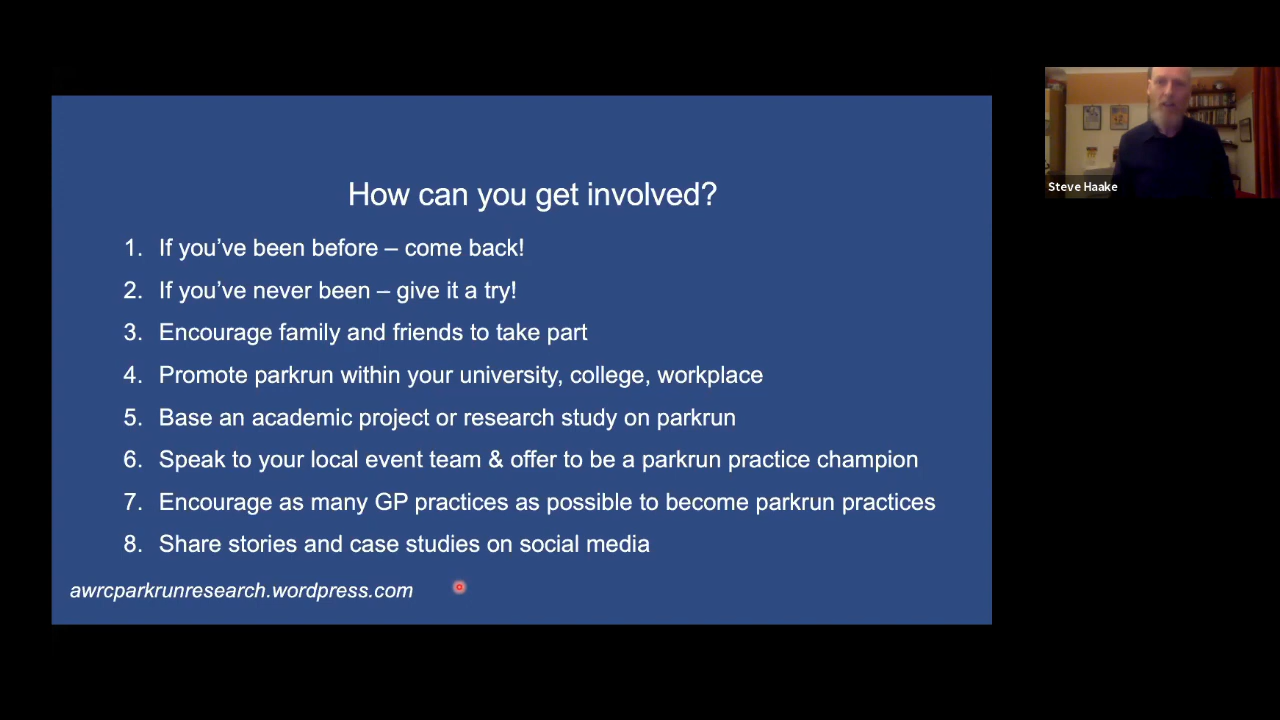 How can you get involved?
1. If you’ve been before – come back!
2. If you’ve never been – give it a try!
3. Encourage family and friends to take part
4. Promote parkrun within your university, college, workplace
5. Base an academic project or research study on parkrun
6. Speak to your local event team & offer to be a parkrun practice champion
7. Encourage as many GP practices as possible to become parkrun practices
8. Share stories and case studies on social media
awrcparkrunresearch.wordpress.com
Steve Haake